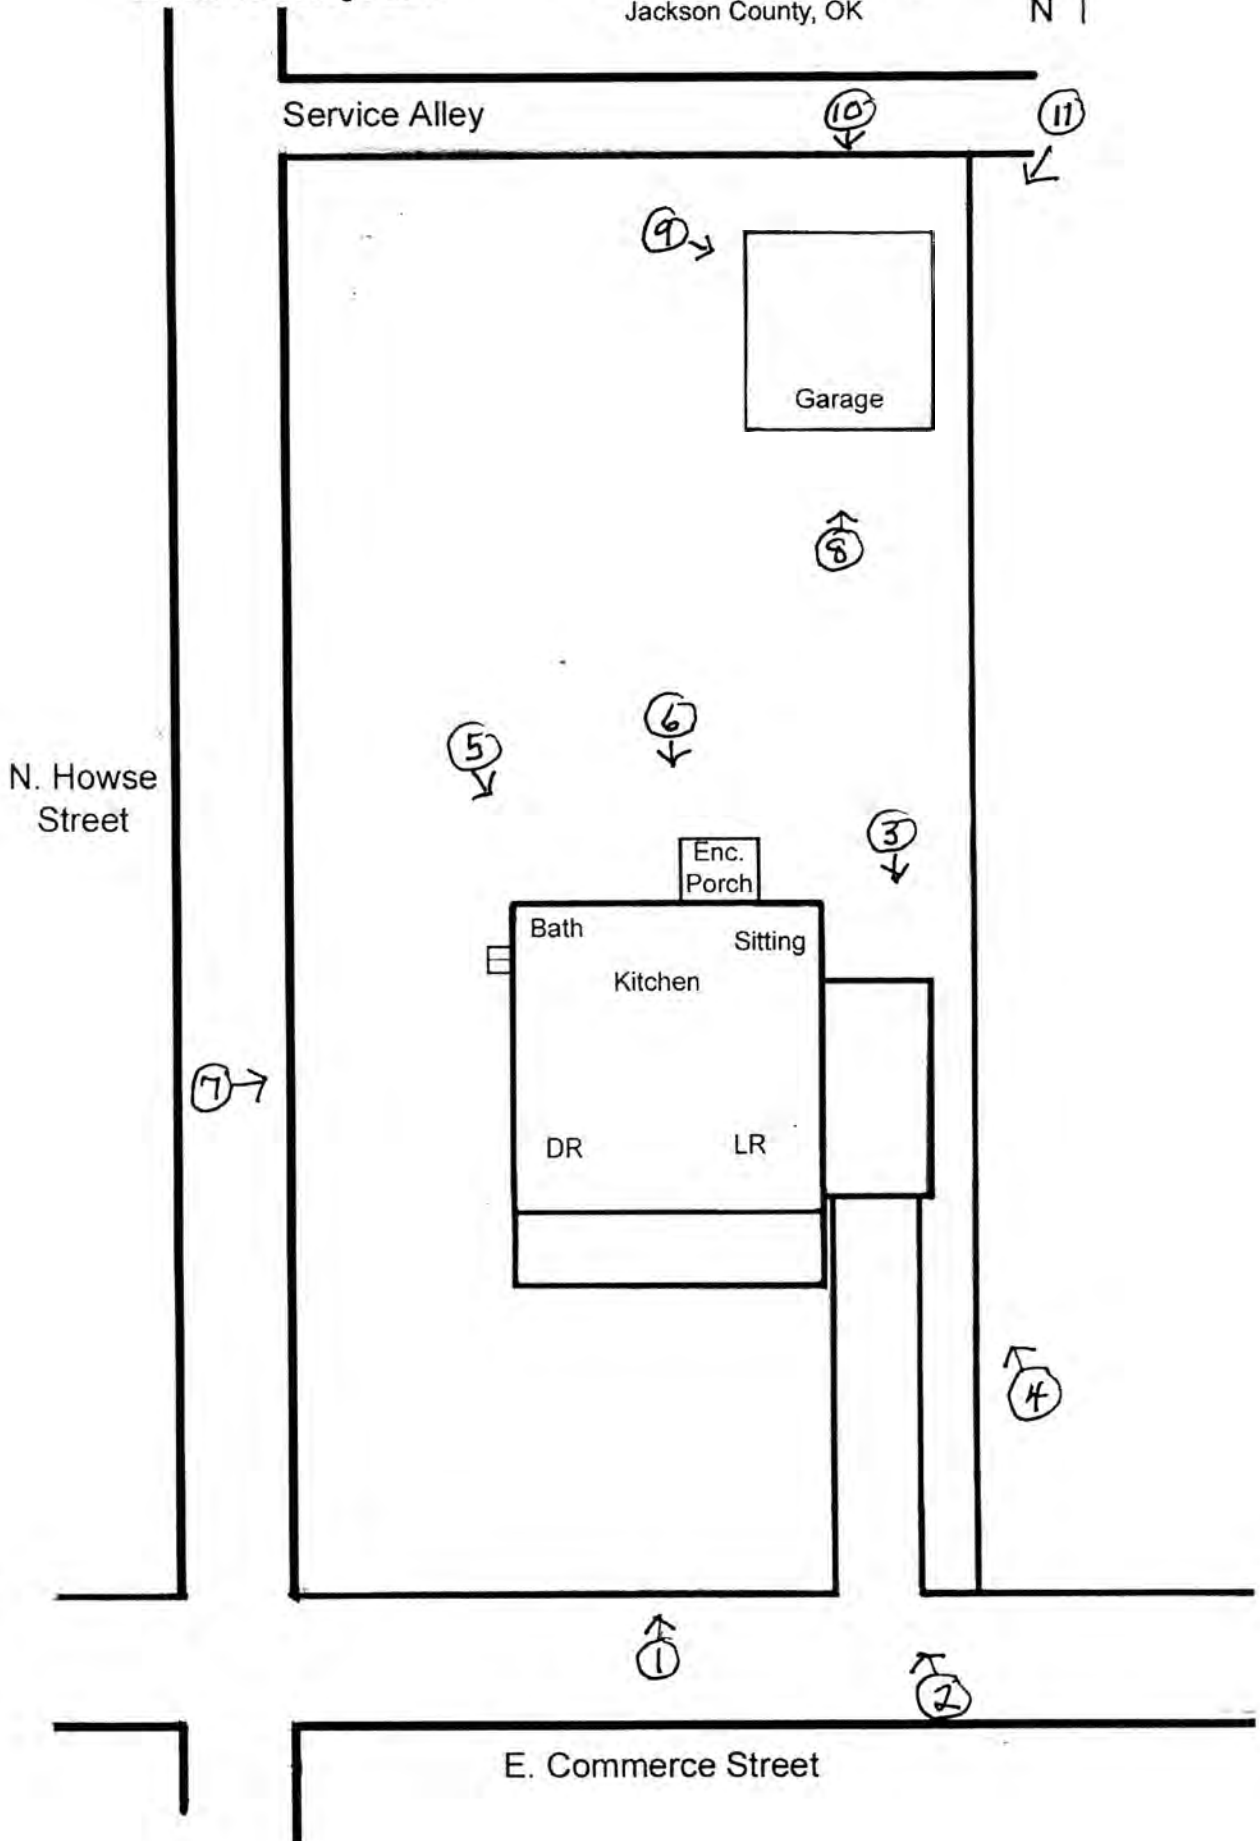 Jackson County, OK
N
Service Alley
10
11
9
Garage
8
6
5
N. Howse
Street
3
Enc.
Porch
Bath
Sitting
Kitchen
7
DR
LR
4
1
2
E. Commerce Street